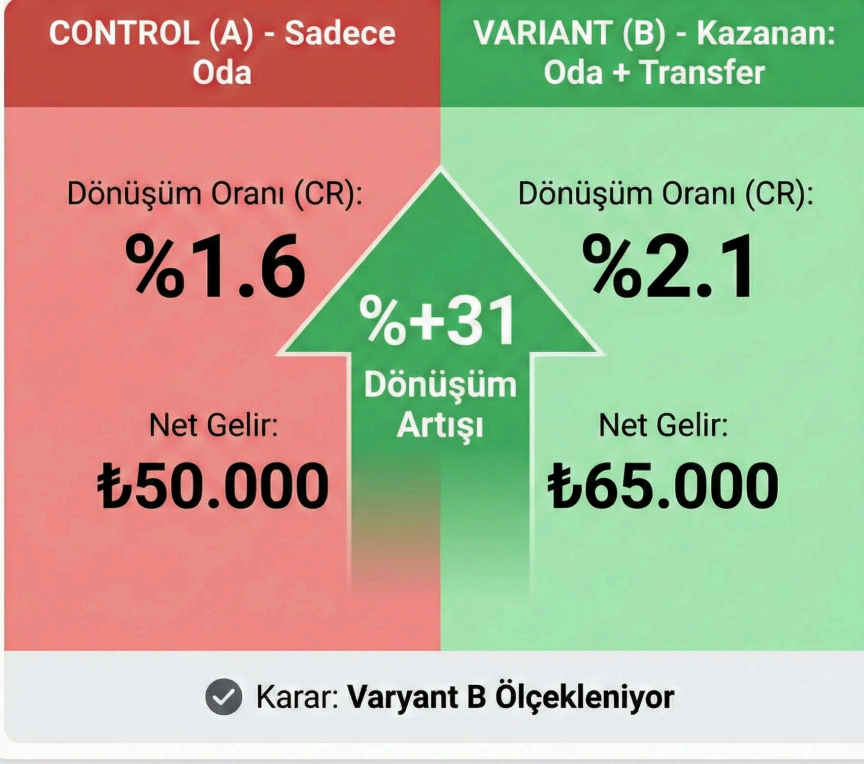 CONTROL (A) - Sadece
Oda
VARIANT (B) - Kazanan:
Oda + Transfer
Dönüşüm Oranı (CR):
%1.6
Dönüşüm Oranı (CR):
%2.1
%+31
Dönüşüm
Artışı
Net Gelir:
₺50.000
Net Gelir:
₺65.000
Karar: Varyant B Ölçekleniyor